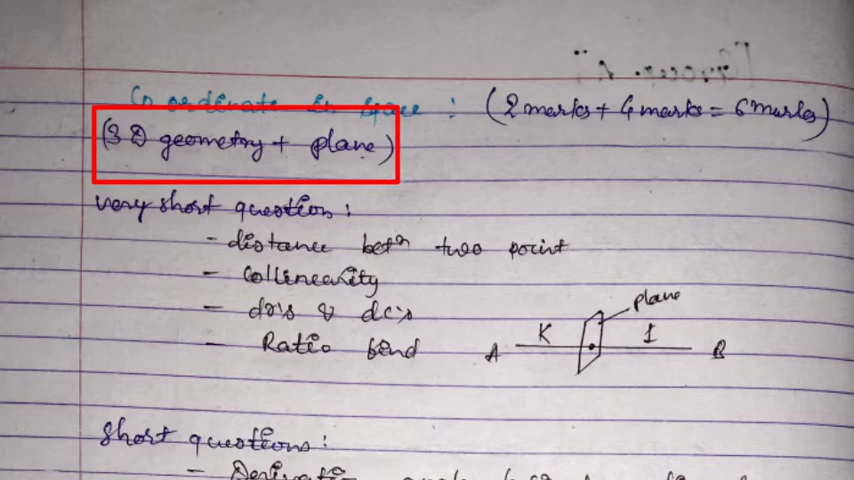 Co-ordinate in space : (2 marks + 4 marks = 6 marks)
(3D geometry + plane)
very short question :
- distance betn two point
- Collinearity
- dr's & dc's
- Ratio find
plane
A K 1 B
short questions :